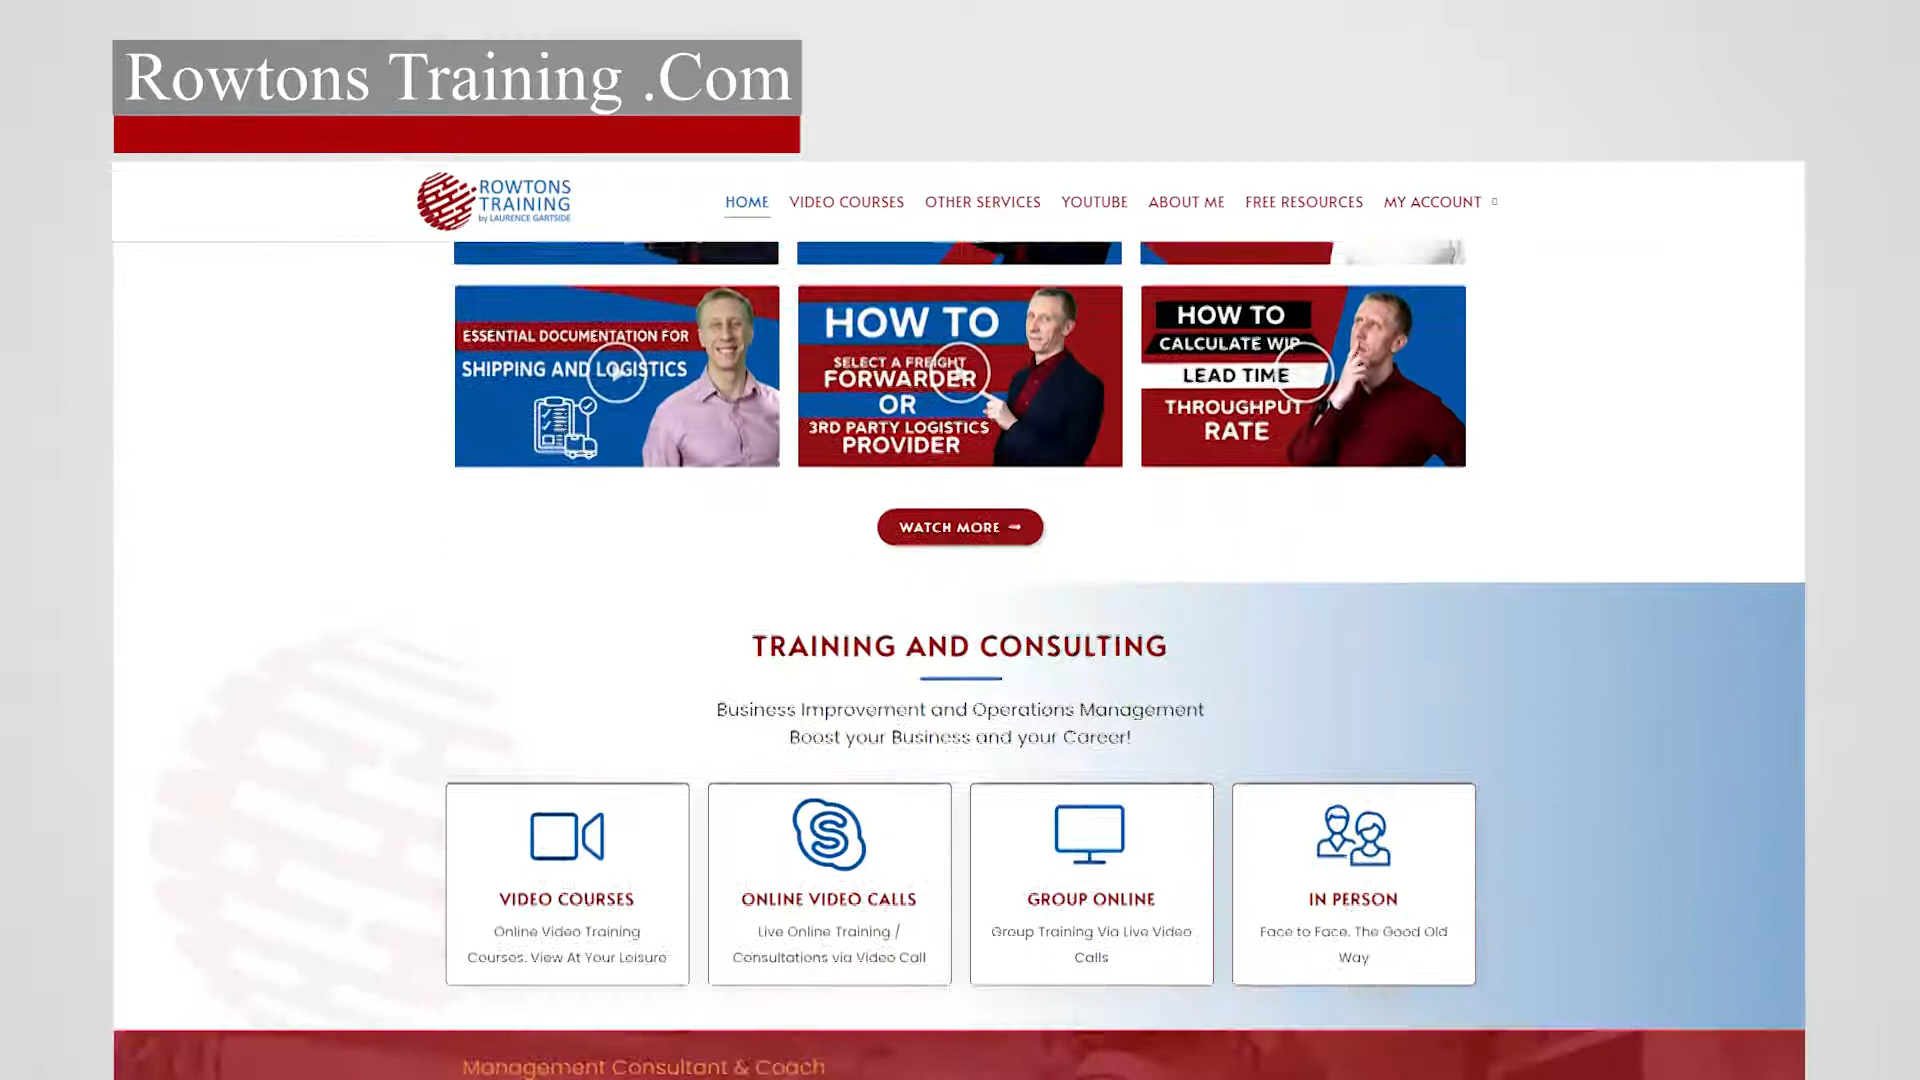 Rowtons Training .Com
ROWTONS
TRAINING
by LAURENCE GARTSIDE
HOME VIDEO COURSES OTHER SERVICES YOUTUBE ABOUT ME FREE RESOURCES MY ACCOUNT
ESSENTIAL DOCUMENTATION FOR
SHIPPING AND LOGISTICS
HOW TO
SELECT A FREIGHT
FORWARDER
OR
3RD PARTY LOGISTICS
PROVIDER
HOW TO
CALCULATE WIP
LEAD TIME
THROUGHPUT
RATE
WATCH MORE
TRAINING AND CONSULTING
Business Improvement and Operations Management
Boost your Business and your Career!
VIDEO COURSES
Online Video Training
Courses. View At Your Leisure
ONLINE VIDEO CALLS
Live Online Training /
Consultations via Video Call
GROUP ONLINE
Group Training Via Live Video
Calls
IN PERSON
Face to Face. The Good Old
Way
Management Consultant & Coach